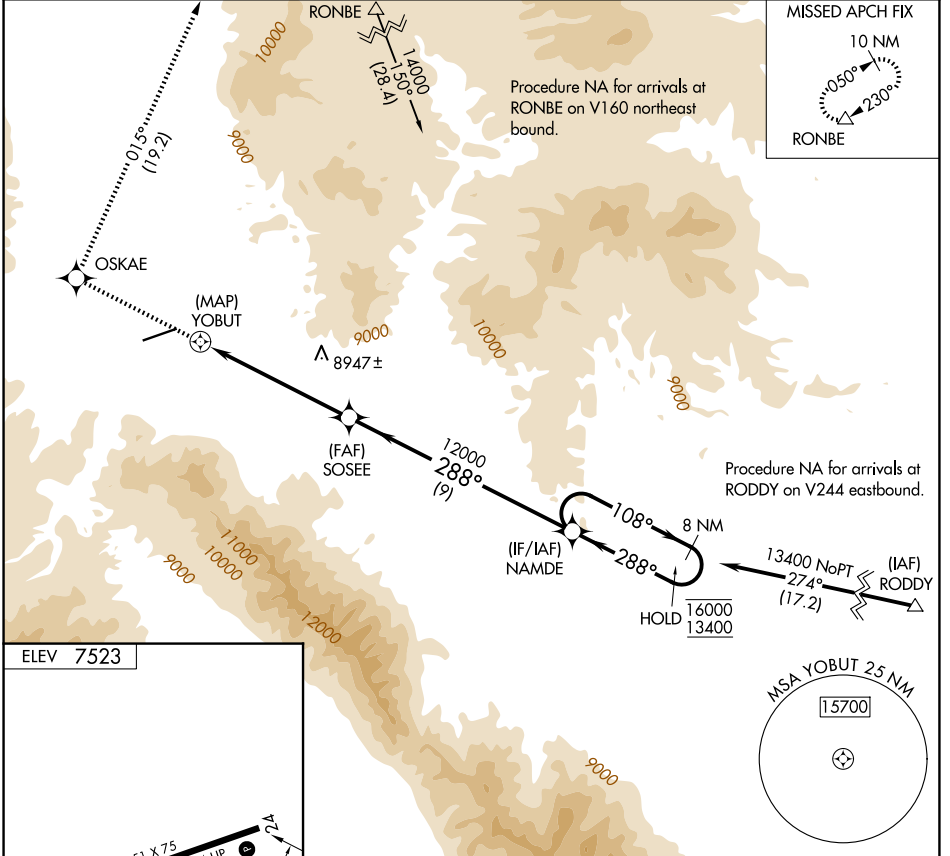 RONBE
10000
14000
150°
(28.4)
Procedure NA for arrivals at
RONBE on V160 northeast
bound.
MISSED APCH FIX
10 NM
050°
230°
RONBE
015°
(19.2)
9000
OSKAE
(MAP)
YOBUT
9000
8947±
10000
9000
(FAF)
SOSEE
12000
288°
(9)
Procedure NA for arrivals at
RODDY on V244 eastbound.
108°
8 NM
(IF/IAF)
NAMDE
288°
HOLD
16000
13400
13400 NoPT
274°
(17.2)
(IAF)
RODDY
11000
10000
9000
12000
ELEV 7523
MSA YOBUT 25 NM
15700
9000
24
X 75
P